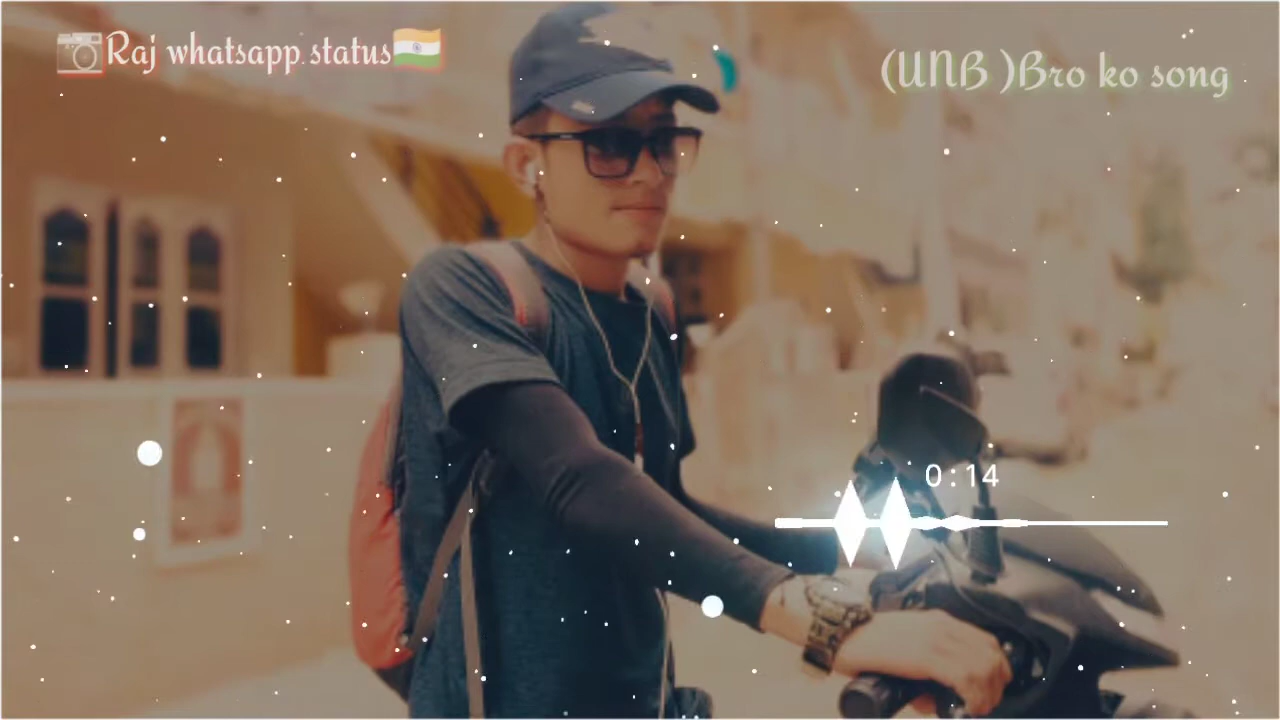 📷Raj whatsapp status🇮🇳
(UNB )Bro ko song
0:14